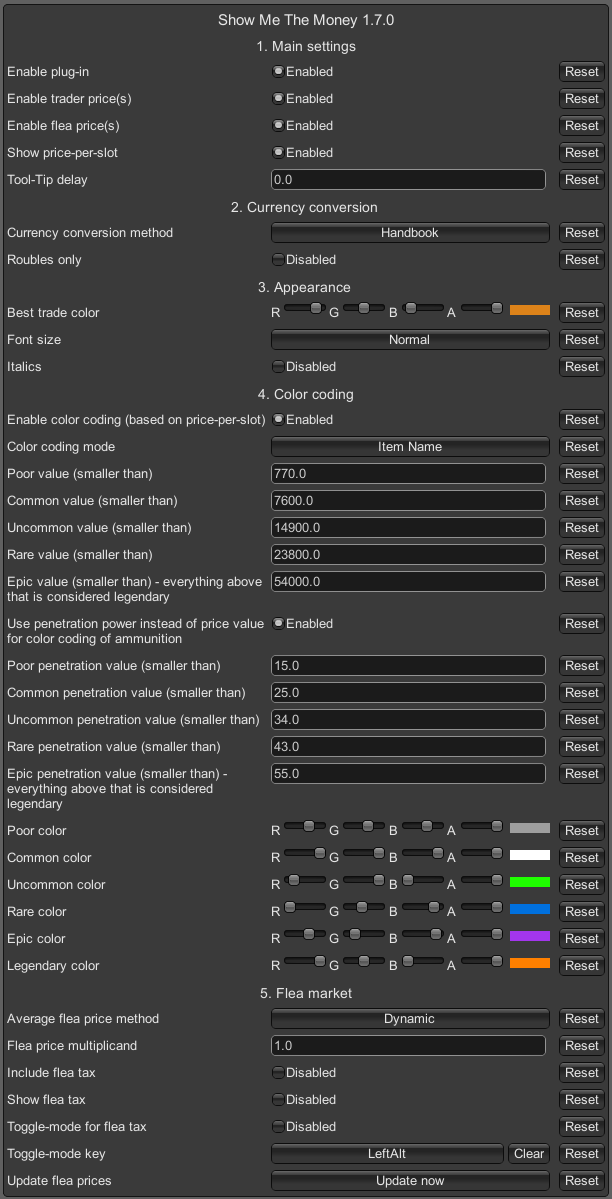 Show Me The Money 1.7.0
1. Main settings
Enable plug-in Enabled Reset
Enable trader price(s) Enabled Reset
Enable flea price(s) Enabled Reset
Show price-per-slot Enabled Reset
Tool-Tip delay 0.0 Reset
2. Currency conversion
Currency conversion method Handbook Reset
Roubles only Disabled Reset
3. Appearance
Best trade color R G B A Reset
Font size Normal Reset
Italics Disabled Reset
4. Color coding
Enable color coding (based on price-per-slot) Enabled Reset
Color coding mode Item Name Reset
Poor value (smaller than) 770.0 Reset
Common value (smaller than) 7600.0 Reset
Uncommon value (smaller than) 14900.0 Reset
Rare value (smaller than) 23800.0 Reset
Epic value (smaller than) - everything above 54000.0 Reset
that is considered legendary
Use penetration power instead of price value Enabled Reset
for color coding of ammunition
Poor penetration value (smaller than) 15.0 Reset
Common penetration value (smaller than) 25.0 Reset
Uncommon penetration value (smaller than) 34.0 Reset
Rare penetration value (smaller than) 43.0 Reset
Epic penetration value (smaller than) - 55.0 Reset
everything above that is considered
legendary
Poor color R G B A Reset
Common color R G B A Reset
Uncommon color R G B A Reset
Rare color R G B A Reset
Epic color R G B A Reset
Legendary color R G B A Reset
5. Flea market
Average flea price method Dynamic Reset
Flea price multiplicand 1.0 Reset
Include flea tax Disabled Reset
Show flea tax Disabled Reset
Toggle-mode for flea tax Disabled Reset
Toggle-mode key LeftAlt Clear Reset
Update flea prices Update now Reset